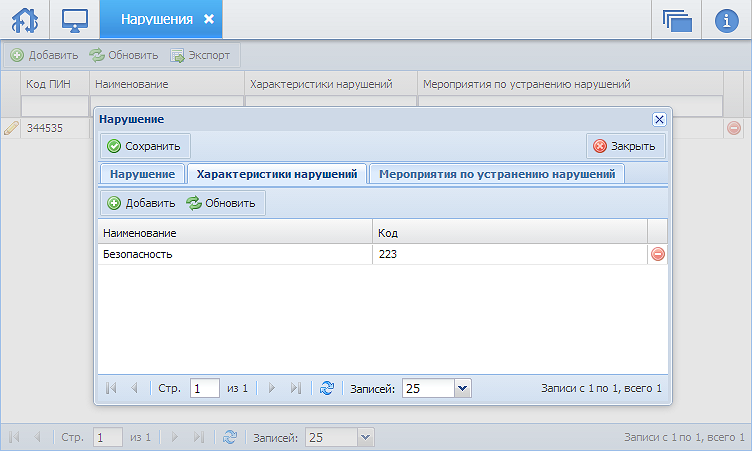 Нарушения
Добавить Обновить Экспорт
Код ПИН Наименование Характеристики нарушений Мероприятия по устранению нарушений
344535
Нарушение
Сохранить Закрыть
Нарушение Характеристики нарушений Мероприятия по устранению нарушений
Добавить Обновить
Наименование Код
Безопасность 223
Стр. 1 из 1 Записей: 25 Записи с 1 по 1, всего 1
Стр. 1 из 1 Записей: 25 Записи с 1 по 1, всего 1